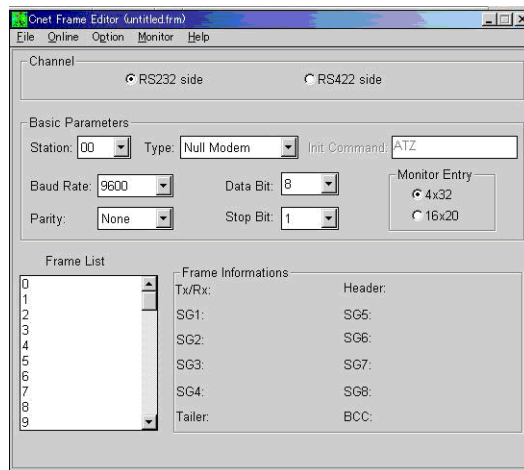 Cnet Frame Editor (untitled.frm)
File Online Option Monitor Help
Channel
RS232 side RS422 side
Basic Parameters
Station: 00 Type: Null Modem Init Command: ATZ
Baud Rate: 9600 Data Bit: 8 Monitor Entry
4x32
Parity: None Stop Bit: 1 16x20
Frame List
Frame Informations
0 Tx/Rx: Header:
1
2 SG1: SG5:
3
4 SG2: SG6:
5
6 SG3: SG7:
7
8 SG4: SG8:
9 Tailer: BCC: